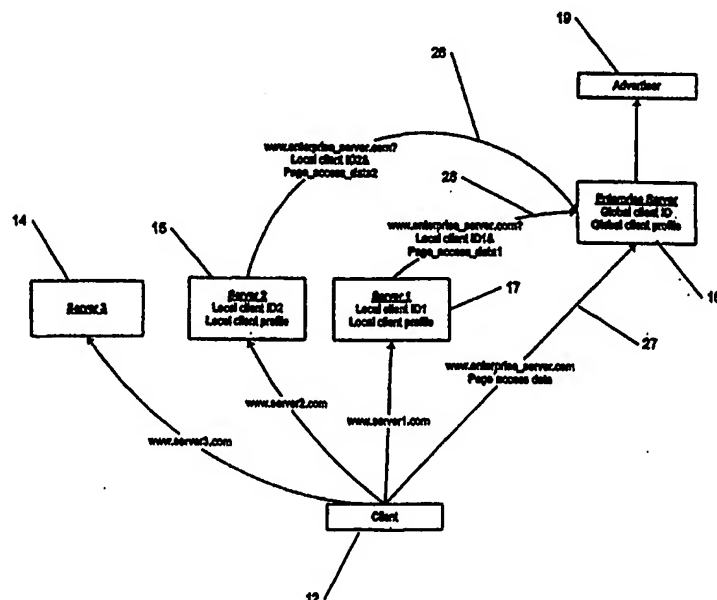 26
19
Advertiser
www.enterprise_server.com?
Local client ID2&
Page_access_data2
28
Enterprise Server
Global client ID
Global client profile
14
15
www.enterprise_server.com?
Local client ID1&
Page_access_data1
Server 3
Server 2
Local client ID2
Local client profile
Server 1
Local client ID1
Local client profile
17
16
27
www.enterprise_server.com
Page access data
www.server3.com
www.server2.com
www.server1.com
Client
12